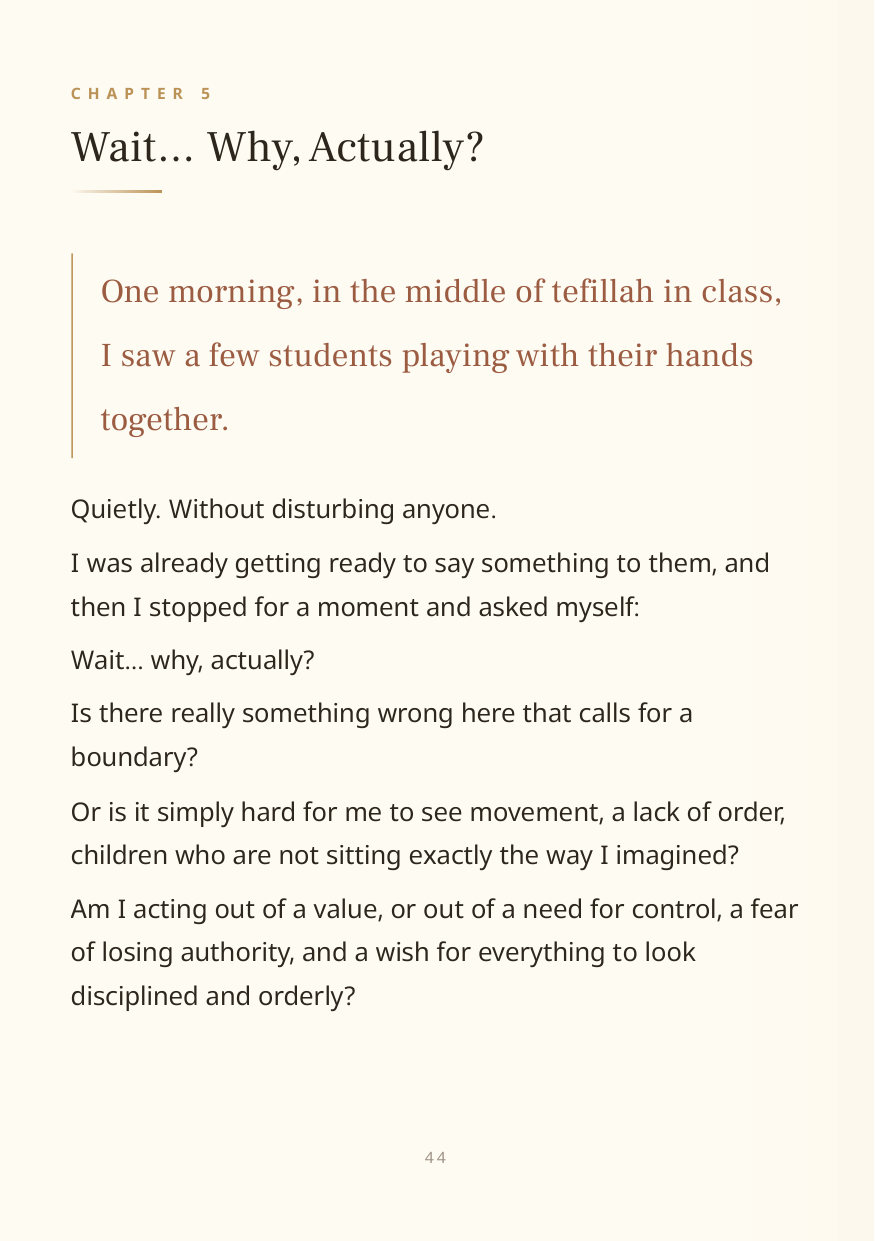 CHAPTER 5
Wait… Why, Actually?
One morning, in the middle of tefillah in class,
I saw a few students playing with their hands
together.
Quietly. Without disturbing anyone.
I was already getting ready to say something to them, and
then I stopped for a moment and asked myself:
Wait… why, actually?
Is there really something wrong here that calls for a
boundary?
Or is it simply hard for me to see movement, a lack of order,
children who are not sitting exactly the way I imagined?
Am I acting out of a value, or out of a need for control, a fear
of losing authority, and a wish for everything to look
disciplined and orderly?
44